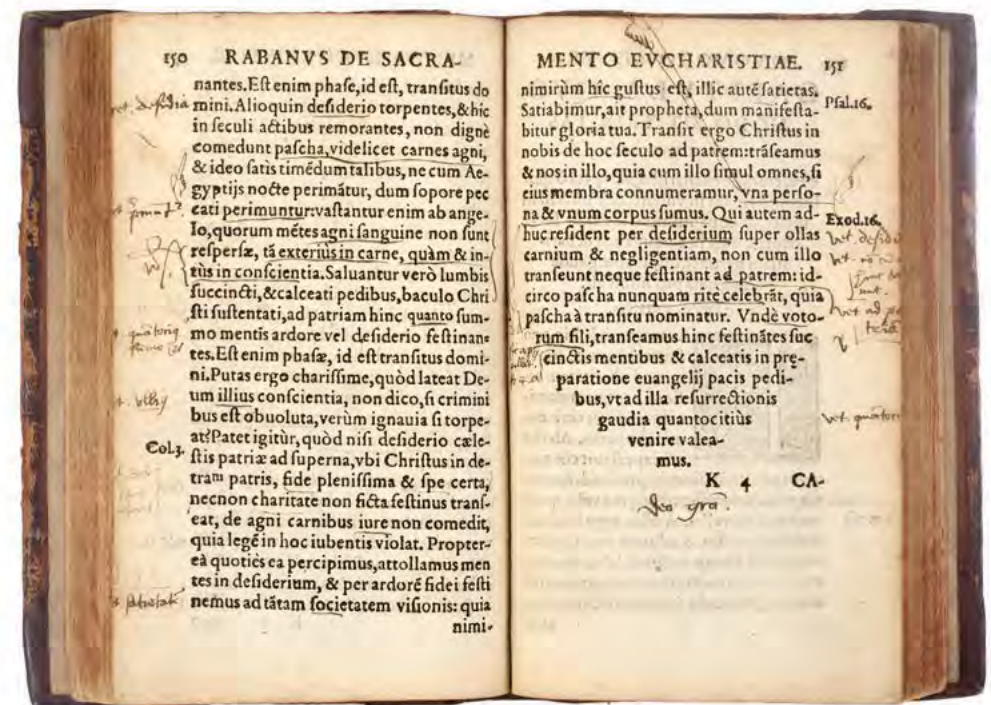 150 RABANVS DE SACRA-
nantes.Eſt enim phaſe,id eſt, tranſitus do
mini.Alioquin deſiderio torpentes,&hic
in ſeculi actibus remorantes, non dignè
comedunt paſcha,videlicet carnes agni,
& ideo ſatis timẽdum talibus, ne cum Ae-
gyptijs nocte perimãtur, dum ſopore pec
cati perimuntur:vaſtantur enim ab ange-
lo,quorum mẽtes agni ſanguine non ſunt
reſperſæ, tã exteriùs in carne, quàm & in-
tùs in conſcientia.Saluantur verò lumbis
ſuccincti,&calceati pedibus,baculo Chri
ſti ſuſtentati,ad patriam hinc quanto ſum-
mo mentis ardore vel deſiderio feſtinan-
tes.Eſt enim phaſæ, id eſt tranſitus domi-
ni.Putas ergo chariſſime,quòd lateat De-
um illius conſcientia, non dico,ſi crimini
bus eſt obuoluta,verùm ignauia ſi torpe-
at?Patet igitùr,quòd niſi deſiderio cæle-
Col.3.
ſtis patriæ ad ſuperna,vbi Chriſtus in de-
tram patris, fide pleniſſima & ſpe certa,
necnon charitate non ficta feſtinus tranſ-
eat, de agni carnibus iure non comedit,
quia legẽ in hoc iubentis violat. Propter-
eà quotiẽs ea percipimus,attollamus men
tes in deſiderium, & per ardorẽ fidei feſti
nemus ad tãtam ſocietatem viſionis: quia
nimi-
MENTO EVCHARISTIAE. 151
nimirùm hîc guſtus eſt, illic autẽ ſatietas.
Pſal.16.
Satiabimur,ait propheta,dum manifeſta-
bitur gloria tua.Tranſit ergo Chriſtus in
nobis de hoc ſeculo ad patrem:trãſeamus
& nos in illo,quia cum illo ſimul omnes,ſi
eius membra connumeramur, vna perſo-
na & vnum corpus ſumus. Qui autem ad-
Exod.16.
huc reſident per deſiderium ſuper ollas
carnium & negligentiam, non cum illo
tranſeunt neque feſtinant ad patrem: id-
circo paſcha nunquam ritè celebrãt, quia
paſcha à tranſitu nominatur. Vndè voto-
rum fili,tranſeamus hinc feſtinãtes ſuc
cinctis mentibus & calceatis in prę-
paratione euangelij pacis pedi-
bus,vt ad illa reſurrectionis
gaudia quantocitiùs
venire valea-
mus.
K 4 CA-
deo gra.